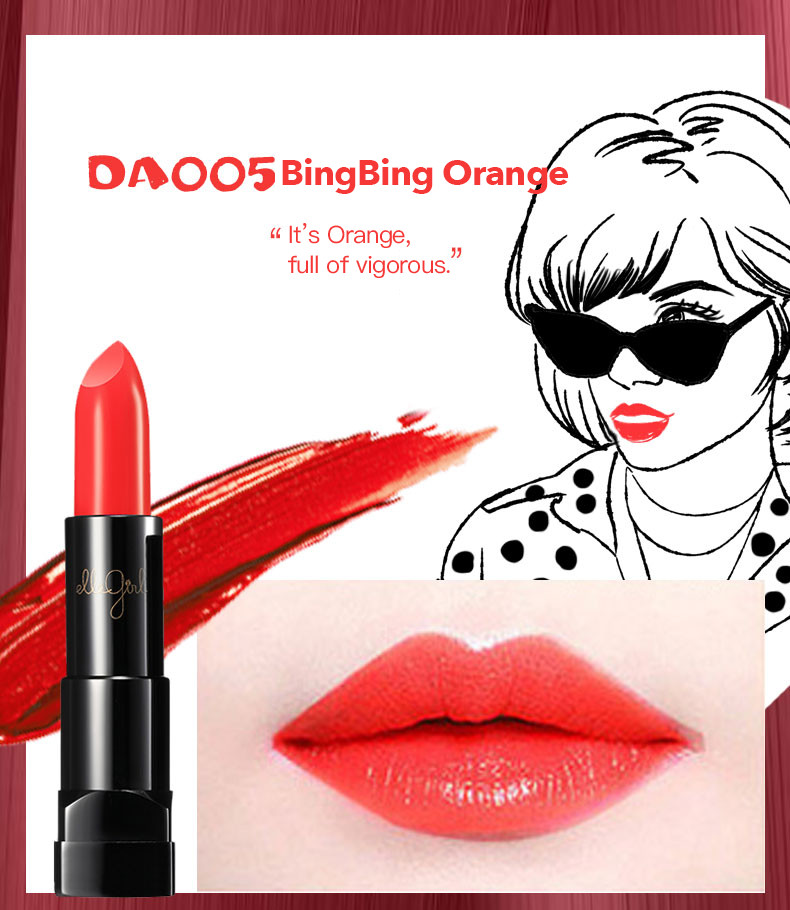 DA005 BingBing Orange
“ It's Orange,
full of vigorous.”
elleGirl